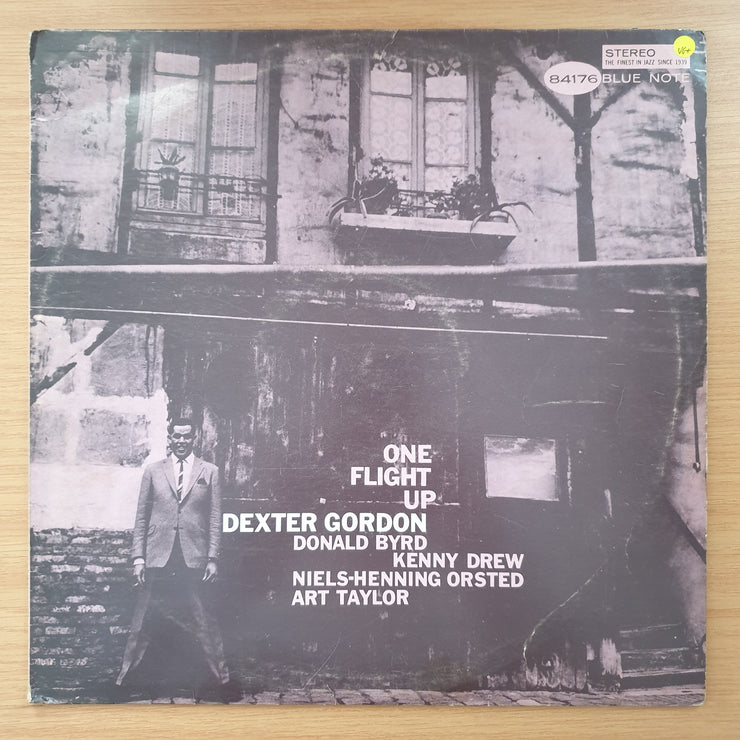 STEREO
THE FINEST IN JAZZ SINCE 1939
VG+
84176 BLUE NOTE
ONE
FLIGHT
UP
DEXTER GORDON
DONALD BYRD
KENNY DREW
NIELS-HENNING ORSTED
ART TAYLOR